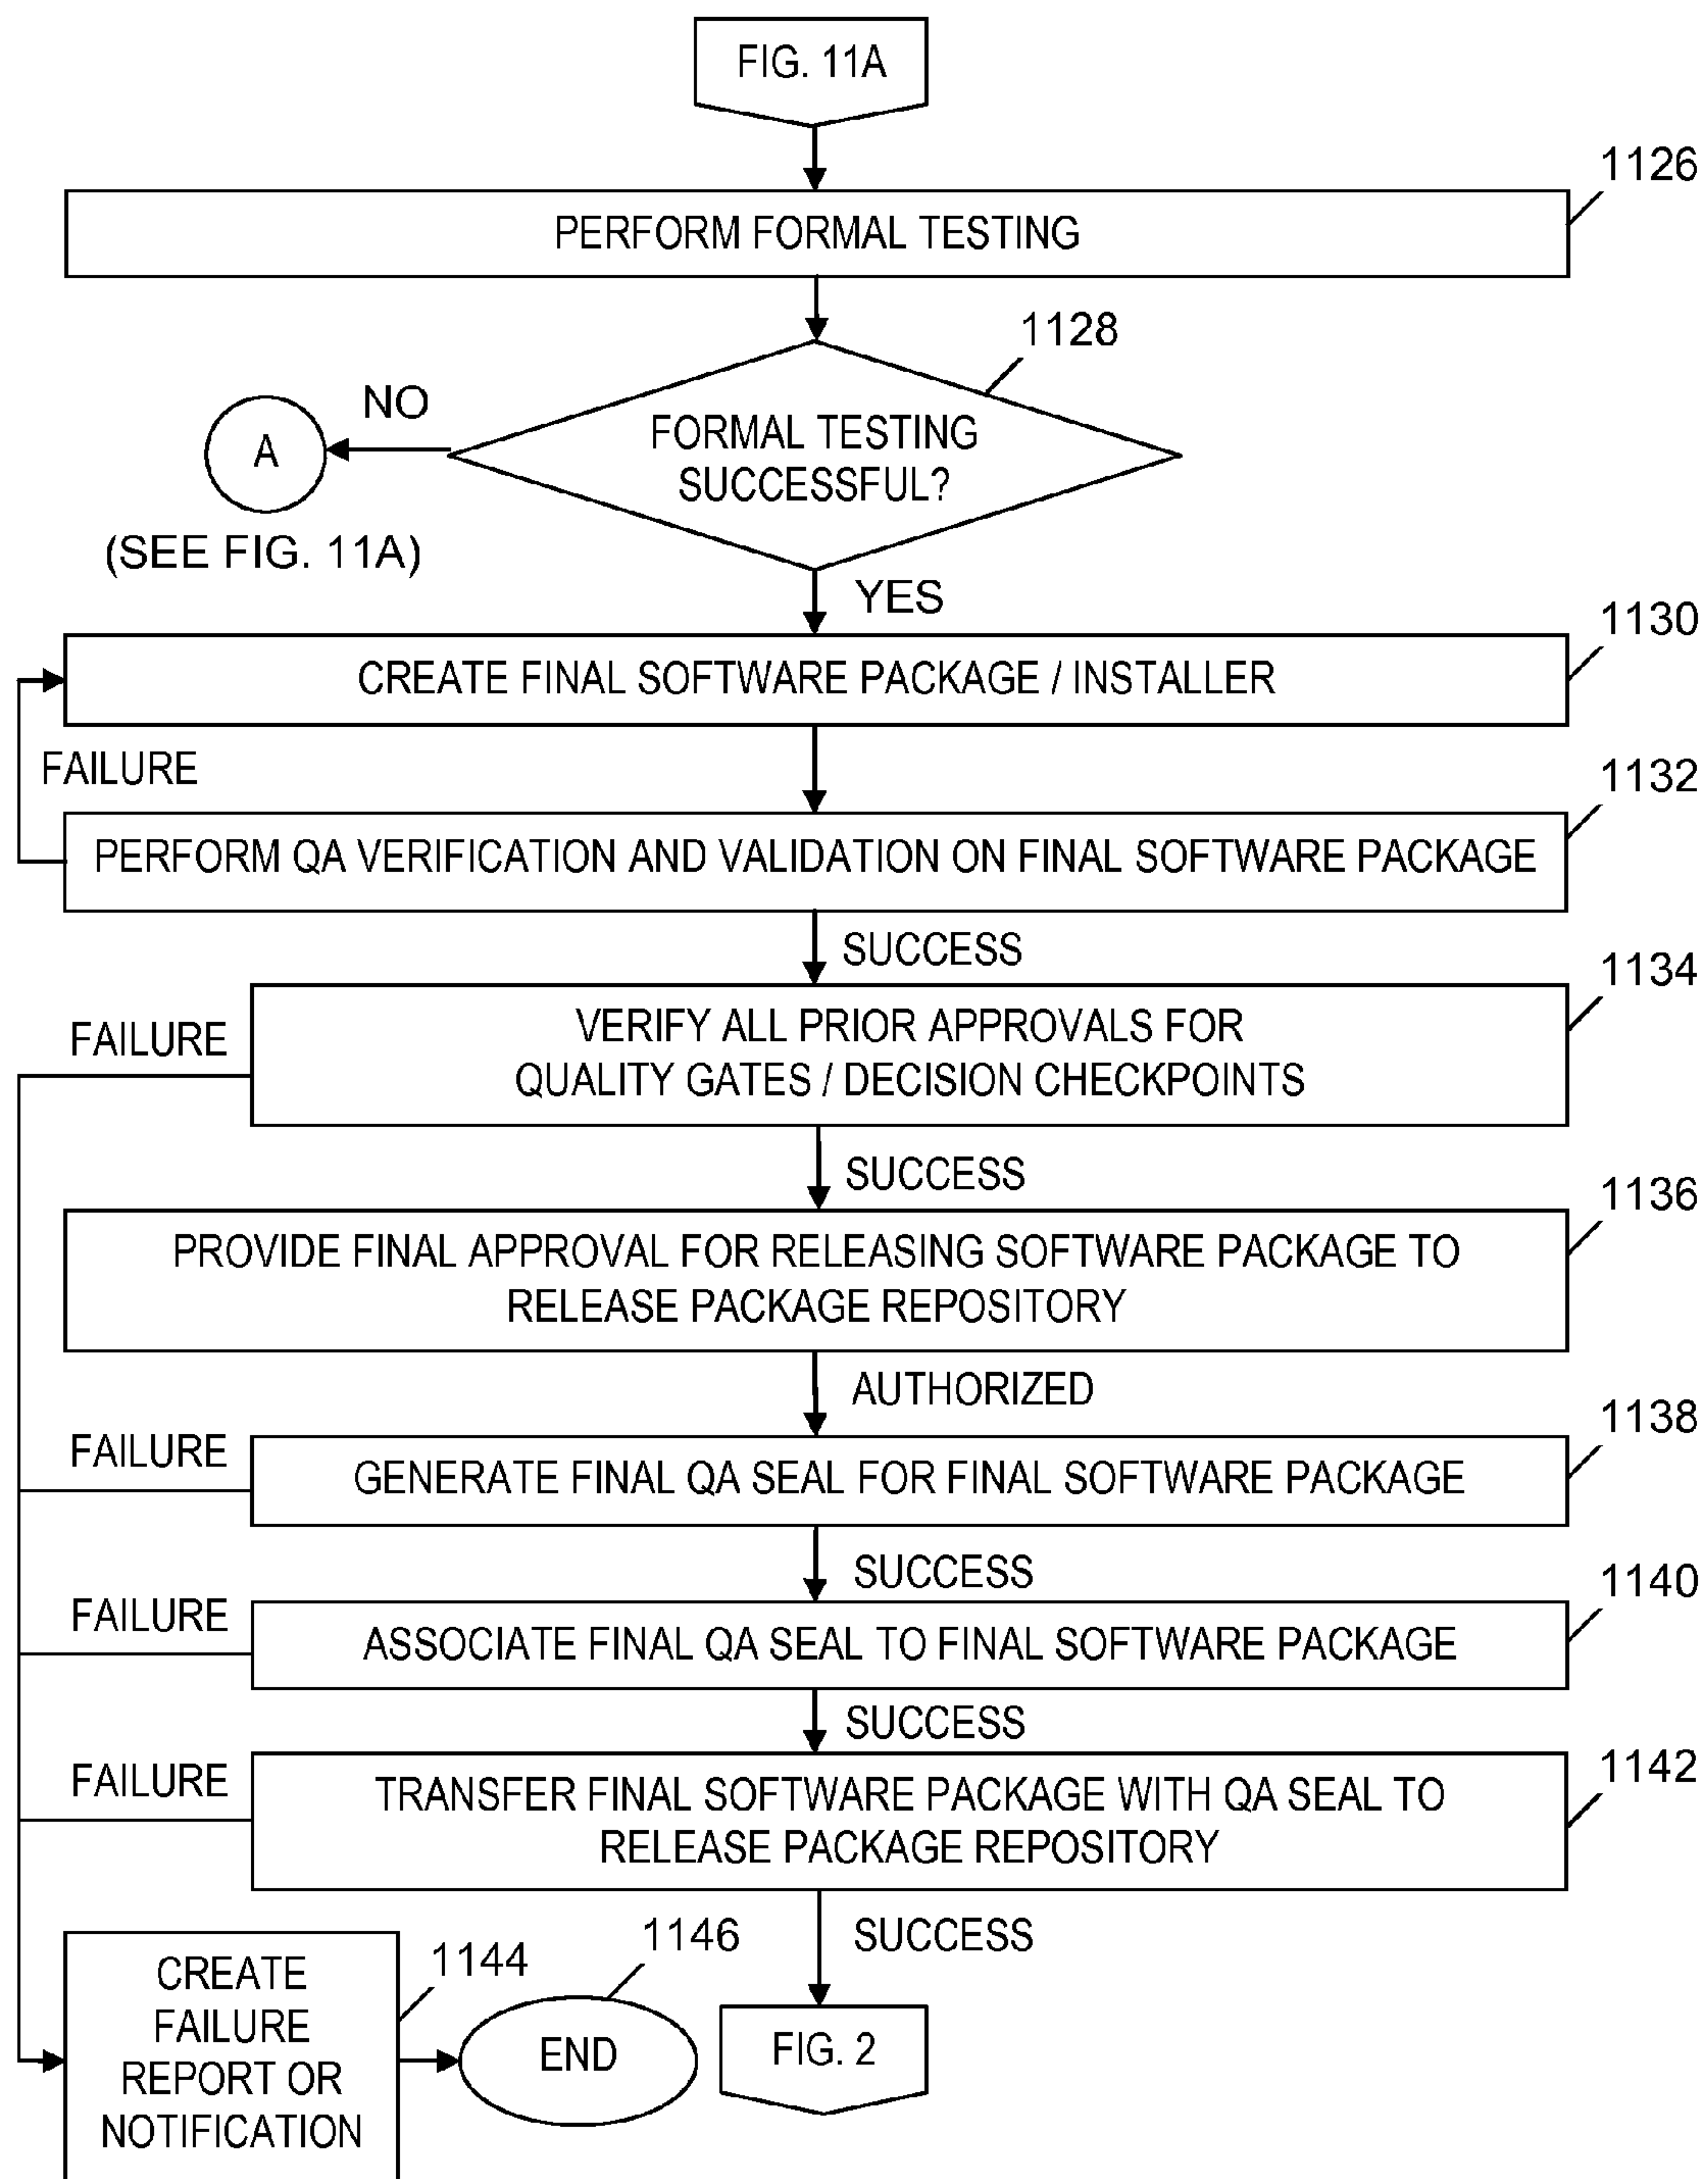 FIG. 11A
1126
PERFORM FORMAL TESTING
1128
NO
A
FORMAL TESTING
SUCCESSFUL?
(SEE FIG. 11A)
YES
1130
CREATE FINAL SOFTWARE PACKAGE / INSTALLER
FAILURE
1132
PERFORM QA VERIFICATION AND VALIDATION ON FINAL SOFTWARE PACKAGE
SUCCESS
1134
FAILURE
VERIFY ALL PRIOR APPROVALS FOR
QUALITY GATES / DECISION CHECKPOINTS
SUCCESS
1136
PROVIDE FINAL APPROVAL FOR RELEASING SOFTWARE PACKAGE TO
RELEASE PACKAGE REPOSITORY
AUTHORIZED
1138
FAILURE
GENERATE FINAL QA SEAL FOR FINAL SOFTWARE PACKAGE
SUCCESS
1140
FAILURE
ASSOCIATE FINAL QA SEAL TO FINAL SOFTWARE PACKAGE
SUCCESS
1142
FAILURE
TRANSFER FINAL SOFTWARE PACKAGE WITH QA SEAL TO
RELEASE PACKAGE REPOSITORY
SUCCESS
1144
CREATE
FAILURE
REPORT OR
NOTIFICATION
1146
END
FIG. 2